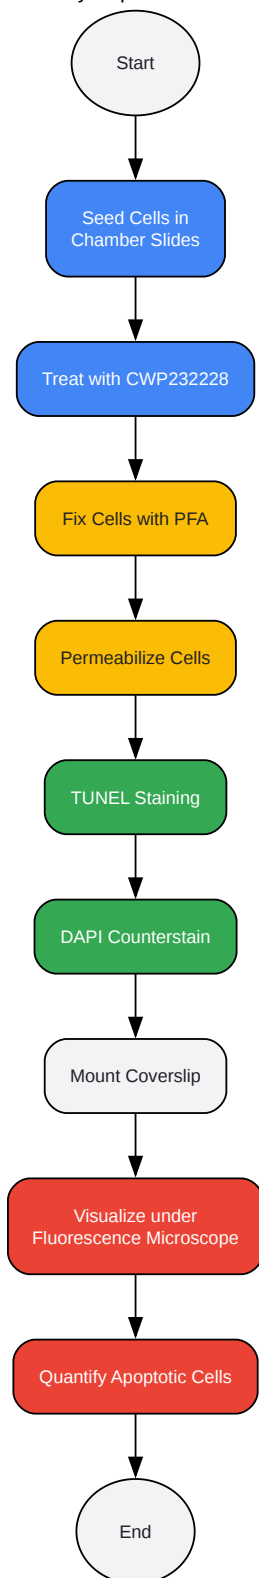 Start
Seed Cells in
Chamber Slides
Treat with CWP232228
Fix Cells with PFA
Permeabilize Cells
TUNEL Staining
DAPI Counterstain
Mount Coverslip
Visualize under
Fluorescence Microscope
Quantify Apoptotic Cells
End